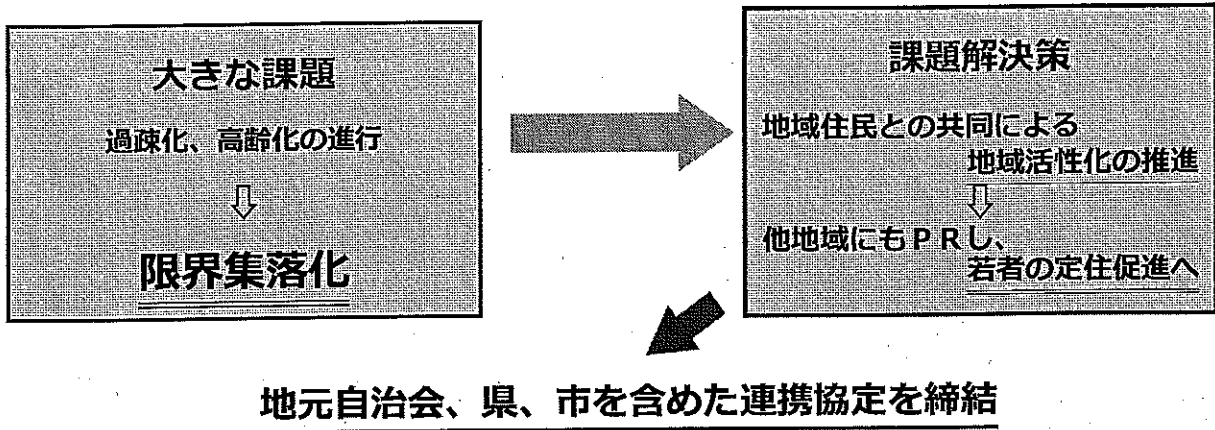 大きな課題
過疎化、高齢化の進行
⇩
限界集落化
課題解決策
地域住民との共同による
地域活性化の推進
⇩
他地域にもＰＲし、
若者の定住促進へ
地元自治会、県、市を含めた連携協定を締結